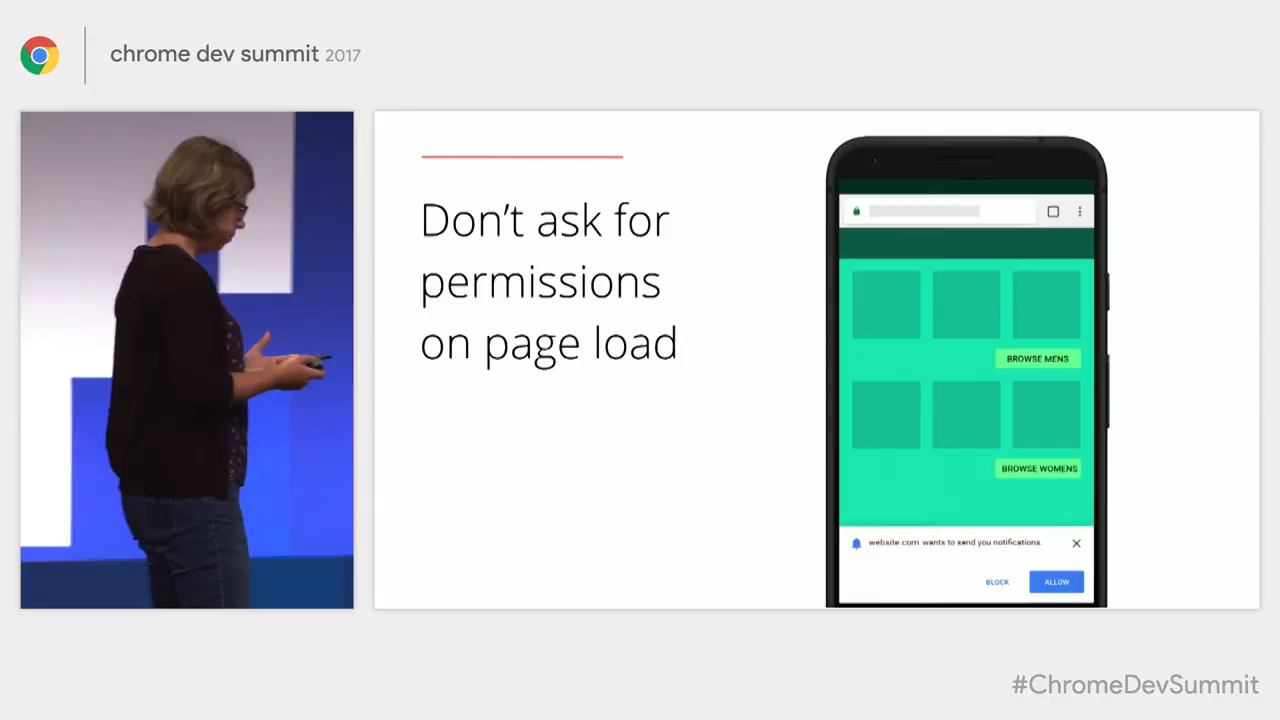 chrome dev summit 2017
Don't ask for
permissions
on page load
BROWSE MENS
BROWSE WOMENS
website.com wants to send you notifications.
BLOCK
ALLOW
#ChromeDevSummit